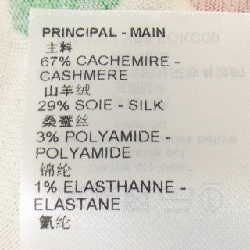 PRINCIPAL - MAIN
主料
67% CACHEMIRE -
CASHMERE
山羊绒
29% SOIE - SILK
桑蚕丝
3% POLYAMIDE -
POLYAMIDE
锦纶
1% ELASTHANNE -
ELASTANE
氨纶